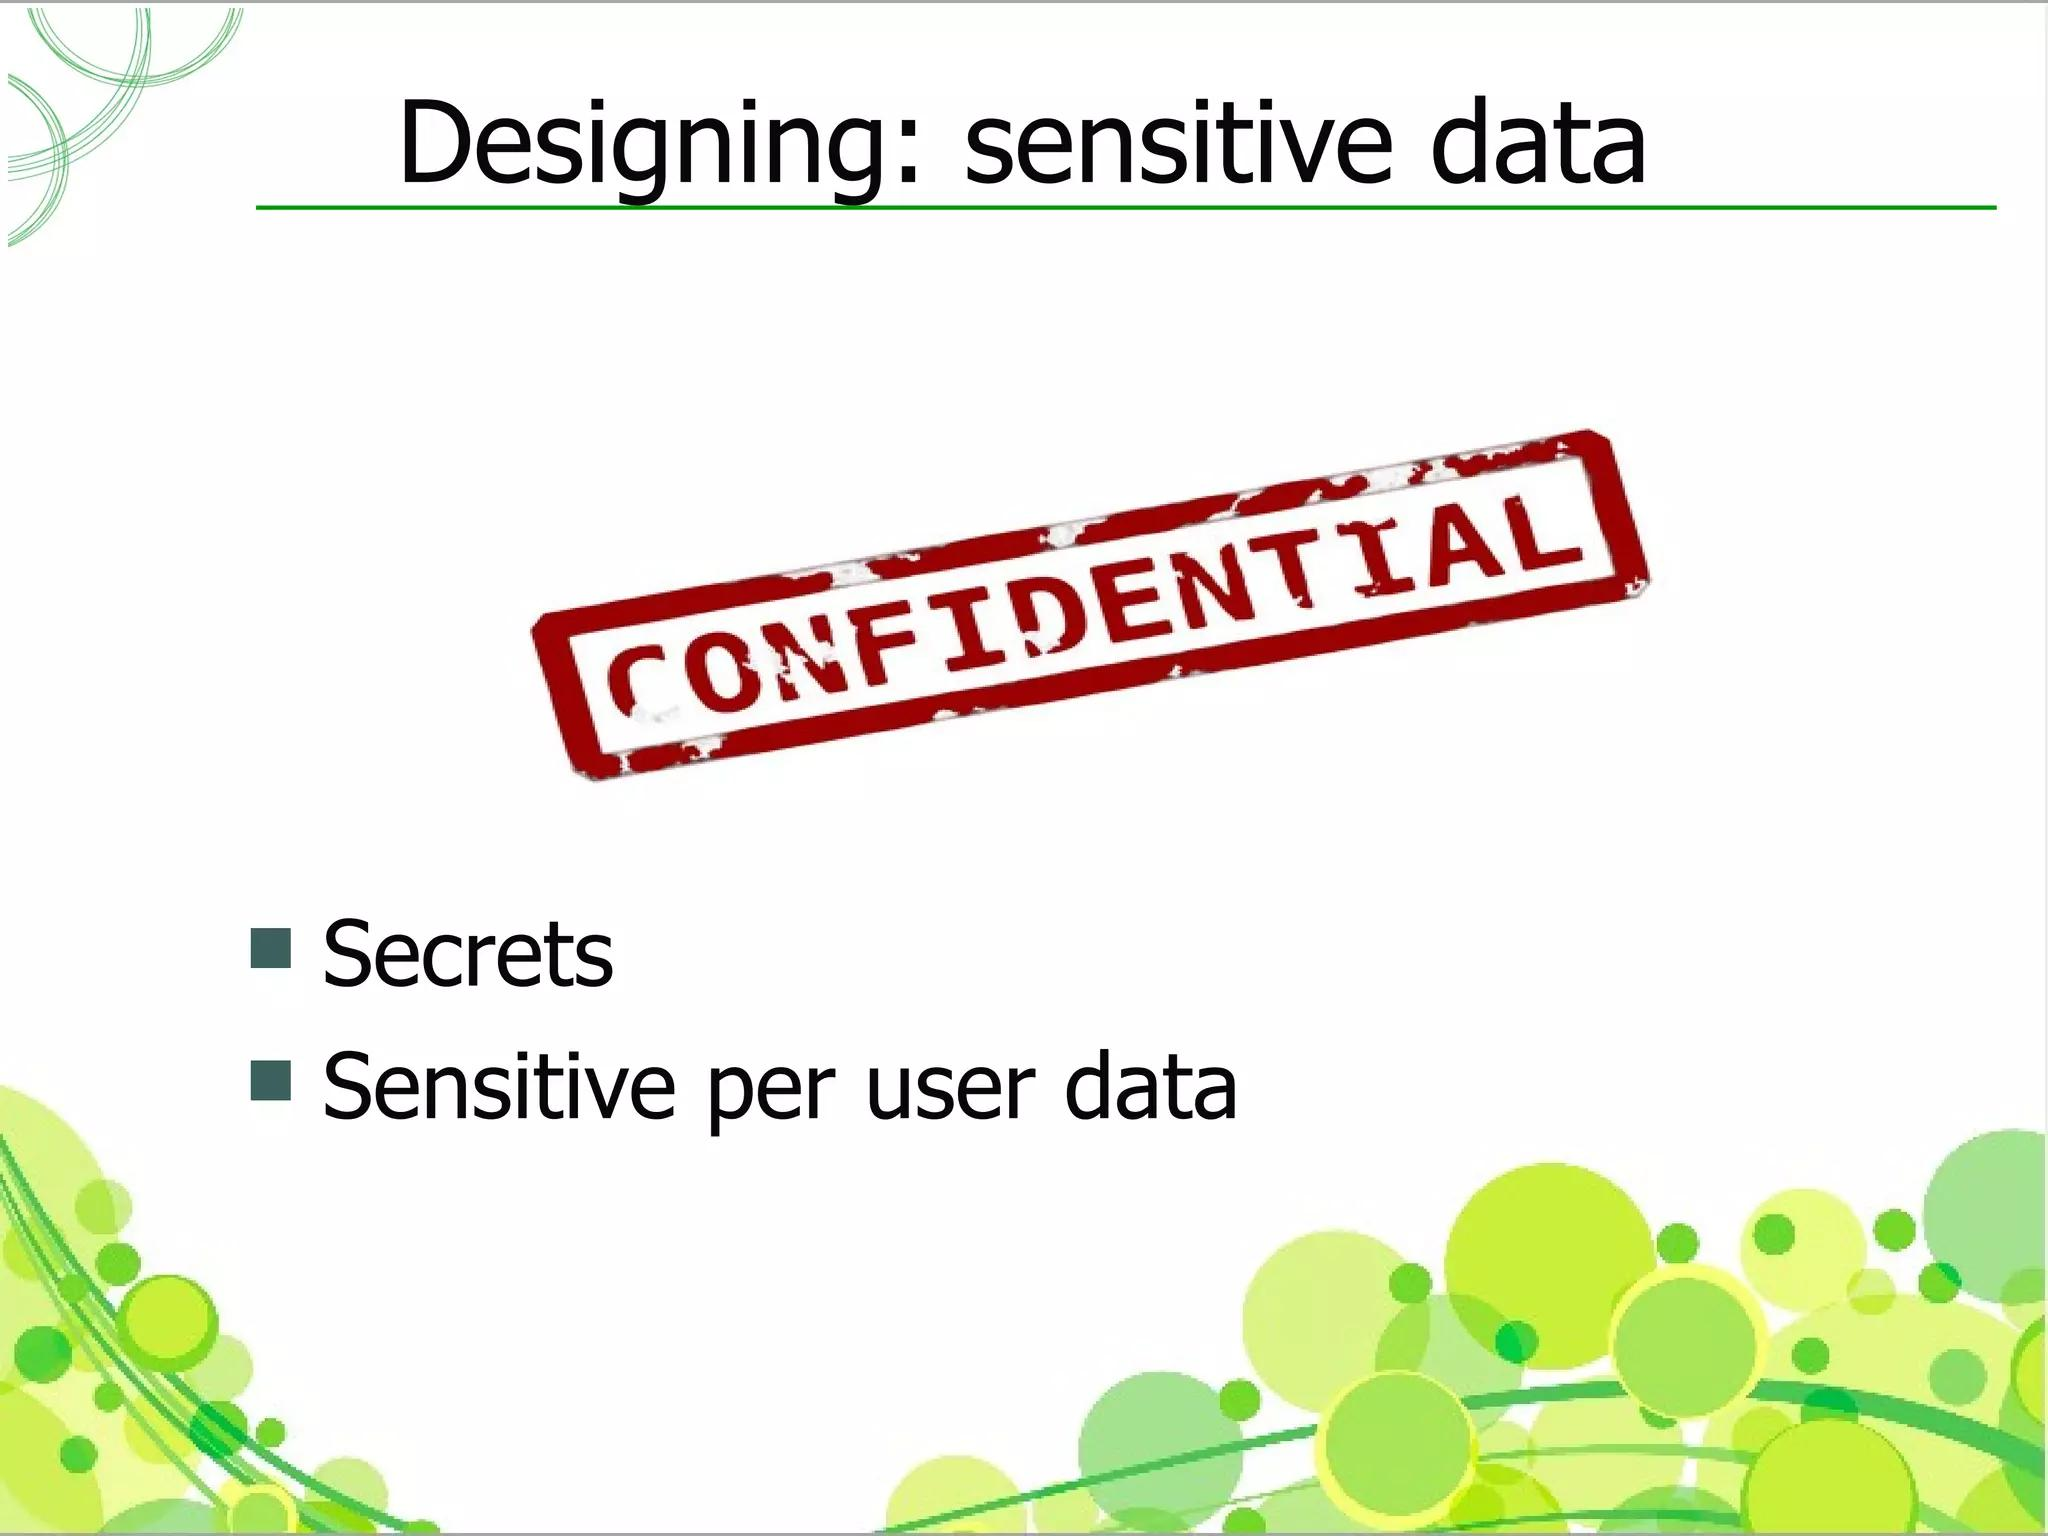 Designing: sensitive data
CONFIDENTIAL
Secrets
Sensitive per user data